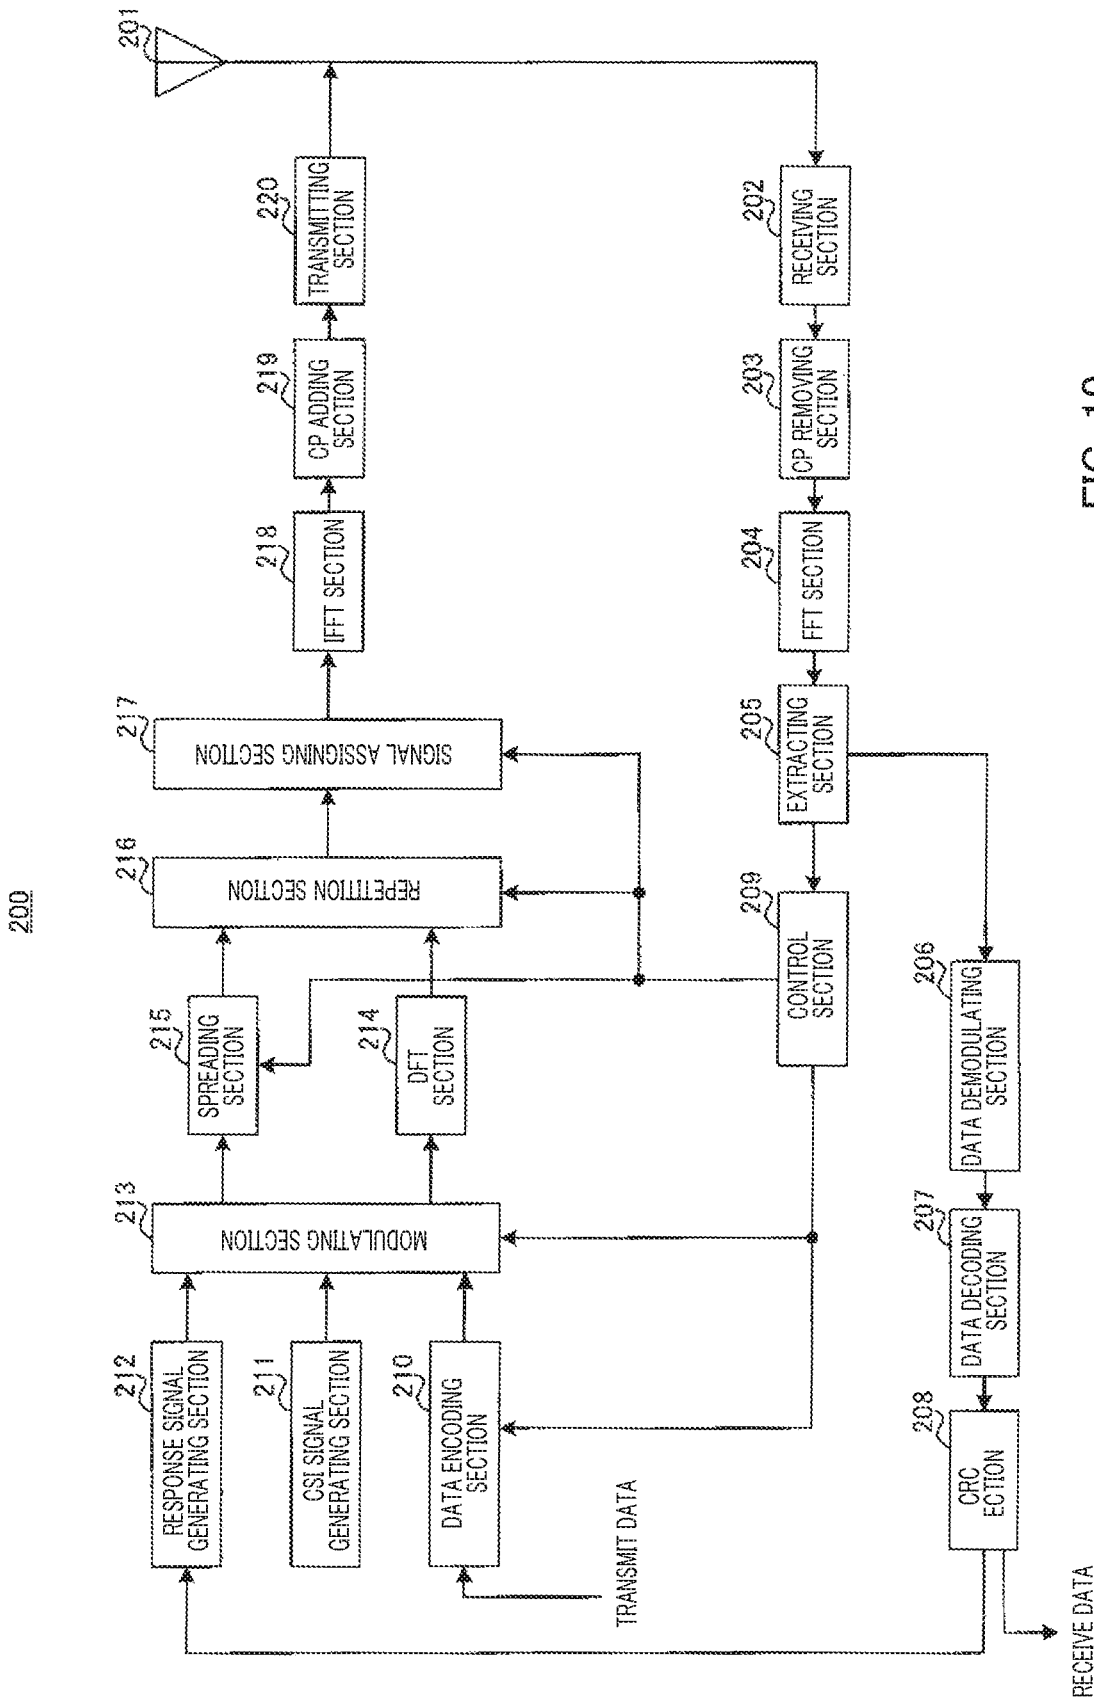 200
201
220
TRANSMITTING
SECTION
219
CP ADDING
SECTION
218
IFFT SECTION
217
SIGNAL ASSIGNING SECTION
216
REPETITION SECTION
215
SPREADING
SECTION
214
DFT
SECTION
213
MODULATING SECTION
212
RESPONSE SIGNAL
GENERATING SECTION
211
CSI SIGNAL
GENERATING SECTION
210
DATA ENCODING
SECTION
TRANSMIT DATA
202
RECEIVING
SECTION
203
CP REMOVING
SECTION
204
FFT SECTION
205
EXTRACTING
SECTION
209
CONTROL
SECTION
206
DATA DEMODULATING
SECTION
207
DATA DECODING
SECTION
208
CRC
ECTION
RECEIVE DATA
FIG.